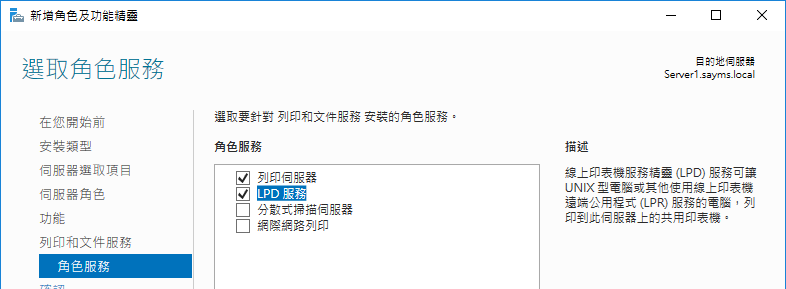 新增角色及功能精靈
選取角色服務
目的地伺服器
Server1.sayms.local
在您開始前
安裝類型
伺服器選取項目
伺服器角色
功能
列印和文件服務
角色服務
選取要針對 列印和文件服務 安裝的角色服務。
角色服務
列印伺服器
LPD 服務
分散式掃描伺服器
網際網路列印
描述
線上印表機服務精靈 (LPD) 服務可讓
UNIX 型電腦或其他使用線上印表機
遠端公用程式 (LPR) 服務的電腦，列
印到此伺服器上的共用印表機。